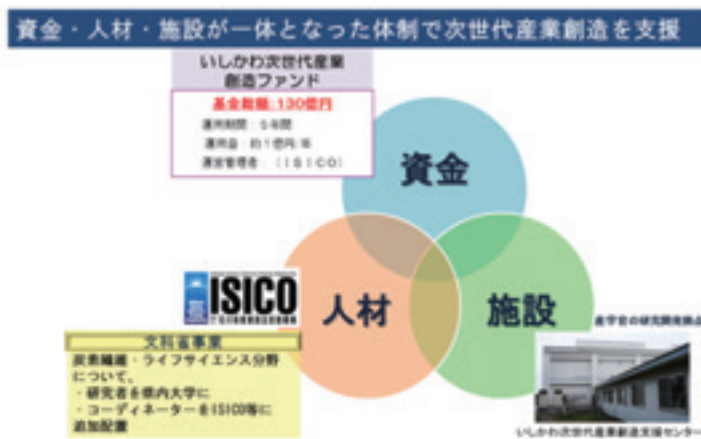 資金・人材・施設が一体となった体制で次世代産業創造を支援
いしかわ次世代産業
創造ファンド
基金総額:130億円
運用期間：5年間
運用益：約1億円/年
運営管理者：（ISICO）
資金
ISICO
人材
施設
産学官の研究開発拠点
文科省事業
炭素繊維・ライフサイエンス分野
について、
・研究者を県内大学に
・コーディネーターをISICO等に
追加配置
いしかわ次世代産業創造支援センター